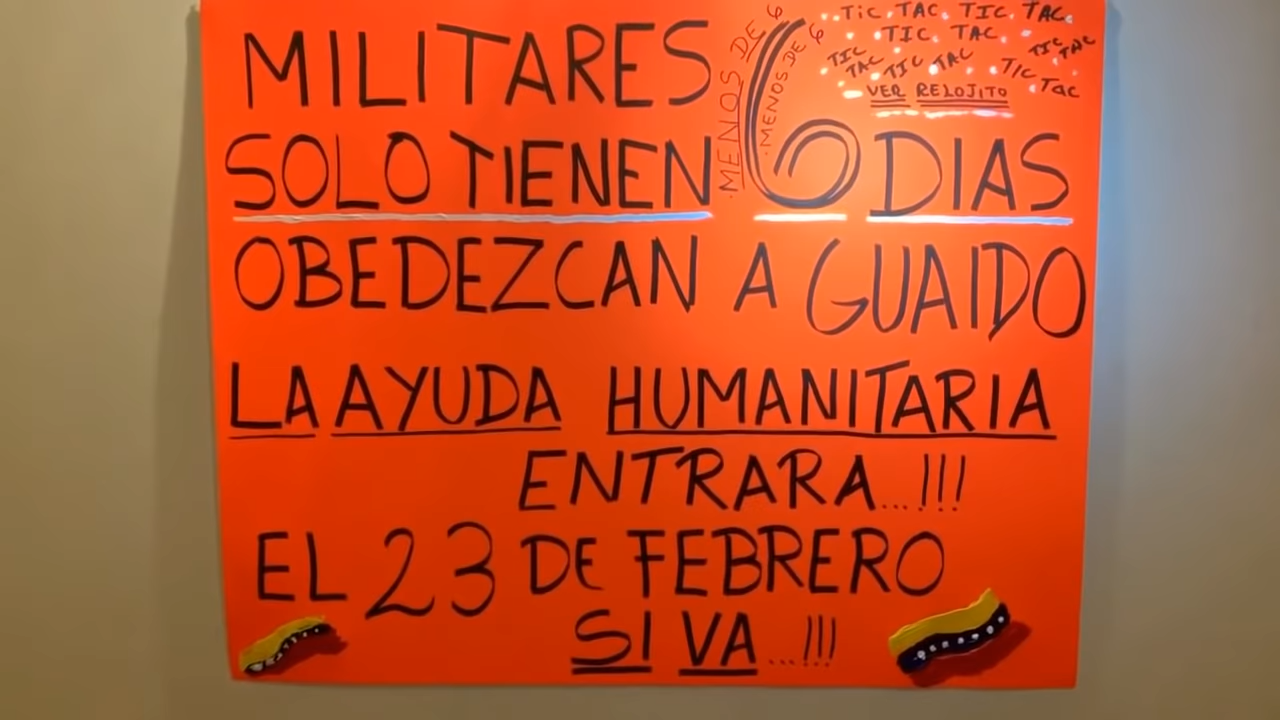 MILITARES
SOLO TIENEN 6 DIAS
MENOS DE 6
MENOS DE 6
TIC, TAC, TIC, TAC,
TIC, TAC,
TIC TAC
TIC TAC
TIC TAC
TIC TAC
VER RELOJITO
OBEDEZCAN A GUAIDO
LA AYUDA HUMANITARIA
ENTRARA...!!!
EL 23 DE FEBRERO
SI VA ...!!!